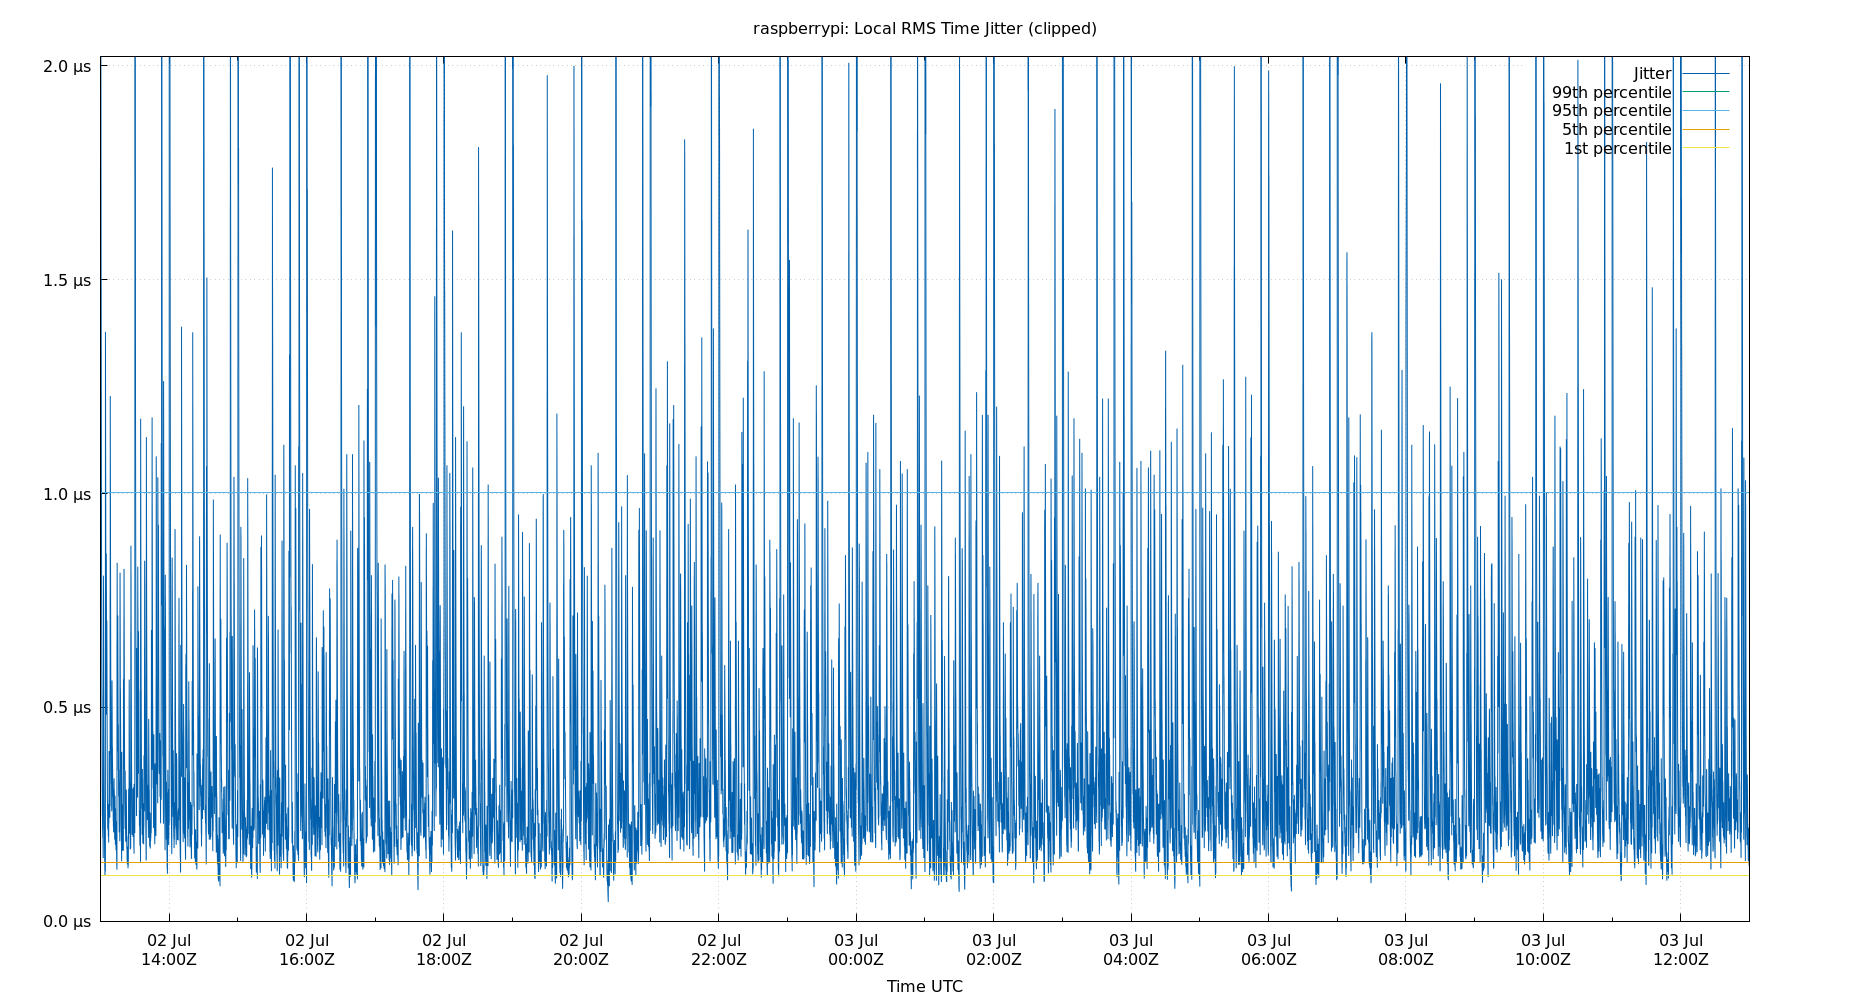 raspberrypi: Local RMS Time Jitter (clipped)
2.0 µs
1.5 µs
1.0 µs
0.5 µs
0.0 µs
Jitter
99th percentile
95th percentile
5th percentile
1st percentile
02 Jul 02 Jul 02 Jul 02 Jul 02 Jul 03 Jul 03 Jul 03 Jul 03 Jul 03 Jul 03 Jul 03 Jul
14:00Z 16:00Z 18:00Z 20:00Z 22:00Z 00:00Z 02:00Z 04:00Z 06:00Z 08:00Z 10:00Z 12:00Z
Time UTC